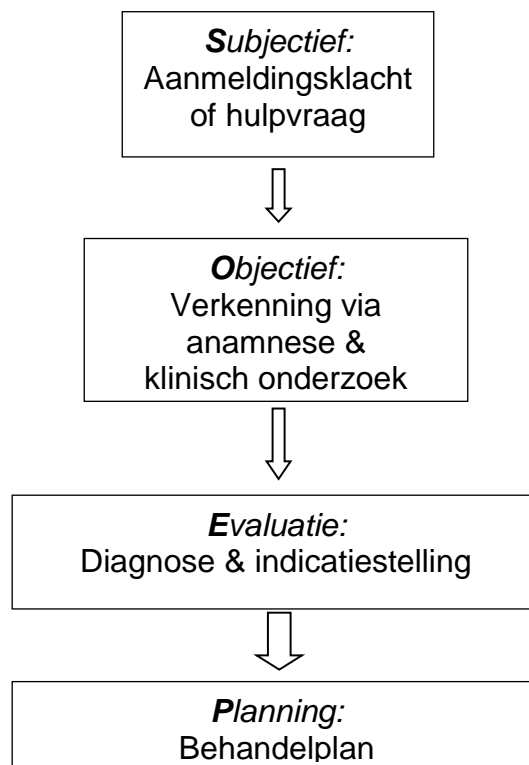 Subjectief:
Aanmeldingsklacht
of hulpvraag
Objectief:
Verkenning via
anamnese &
klinisch onderzoek
Evaluatie:
Diagnose & indicatiestelling
Planning:
Behandelplan